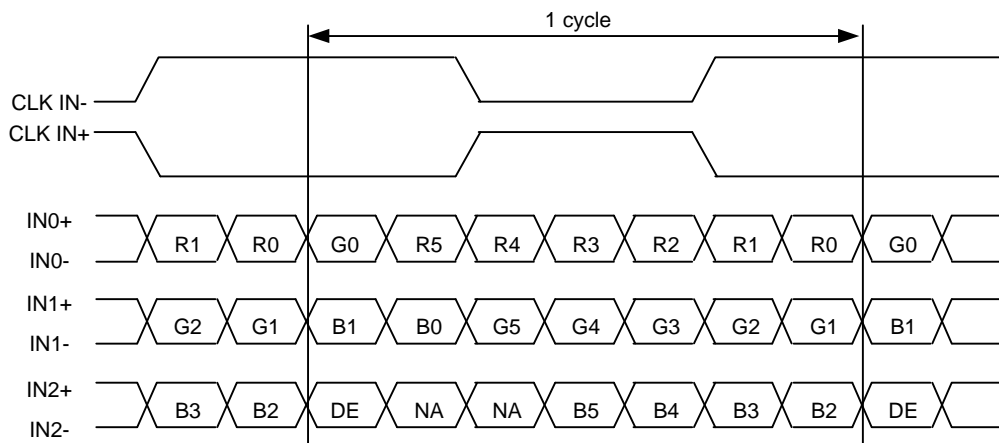 1 cycle
CLK IN-
CLK IN+
IN0+
R1 R0 G0 R5 R4 R3 R2 R1 R0 G0
IN0-
IN1+
G2 G1 B1 B0 G5 G4 G3 G2 G1 B1
IN1-
IN2+
B3 B2 DE NA NA B5 B4 B3 B2 DE
IN2-